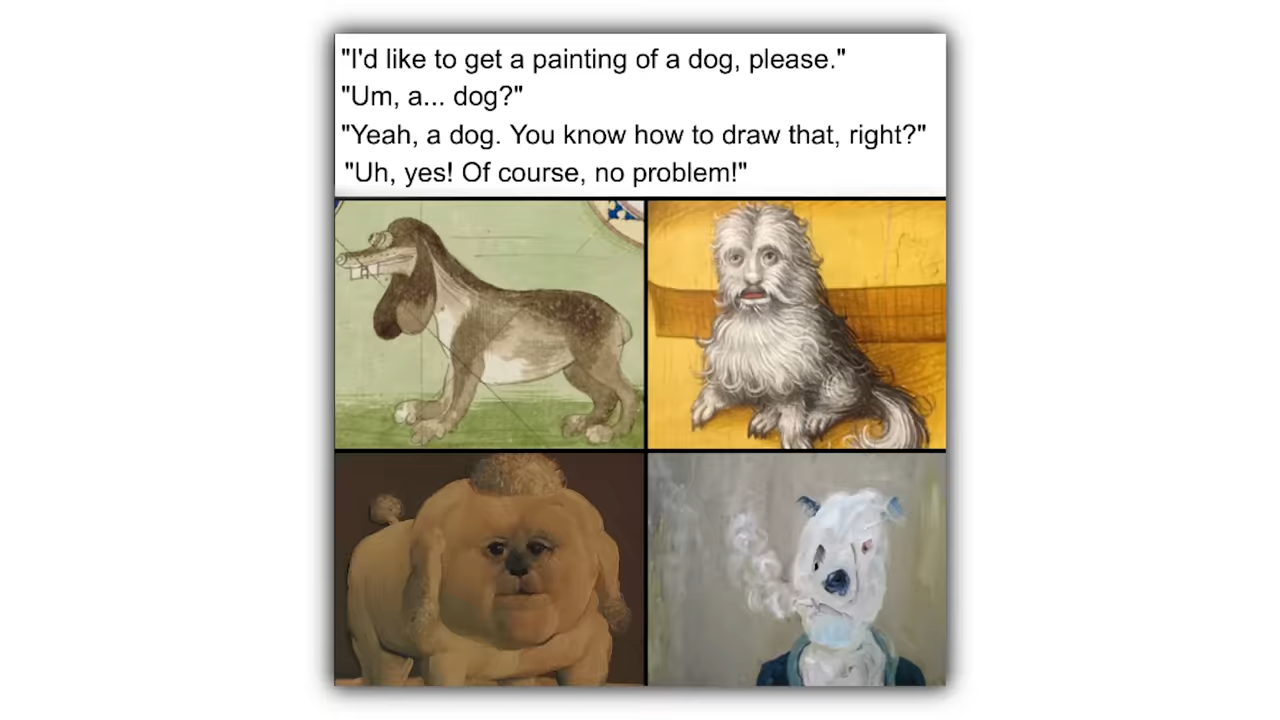 "I'd like to get a painting of a dog, please."
"Um, a... dog?"
"Yeah, a dog. You know how to draw that, right?"
"Uh, yes! Of course, no problem!"